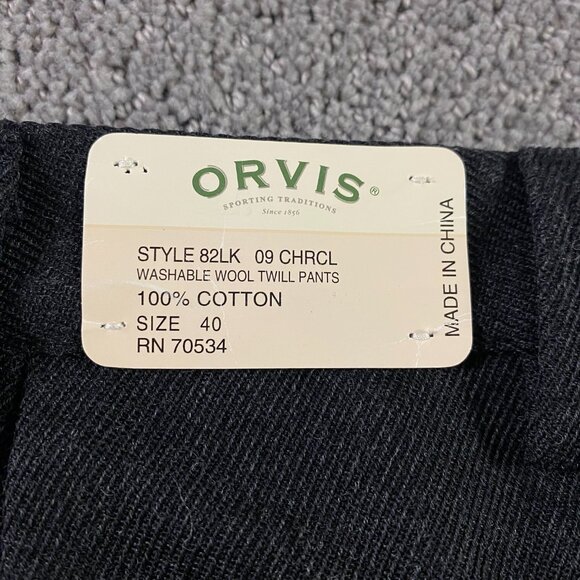 ORVIS®
SPORTING TRADITIONS
Since 1856
STYLE 82LK 09 CHRCL
WASHABLE WOOL TWILL PANTS
100% COTTON
SIZE 40
RN 70534
MADE IN CHINA